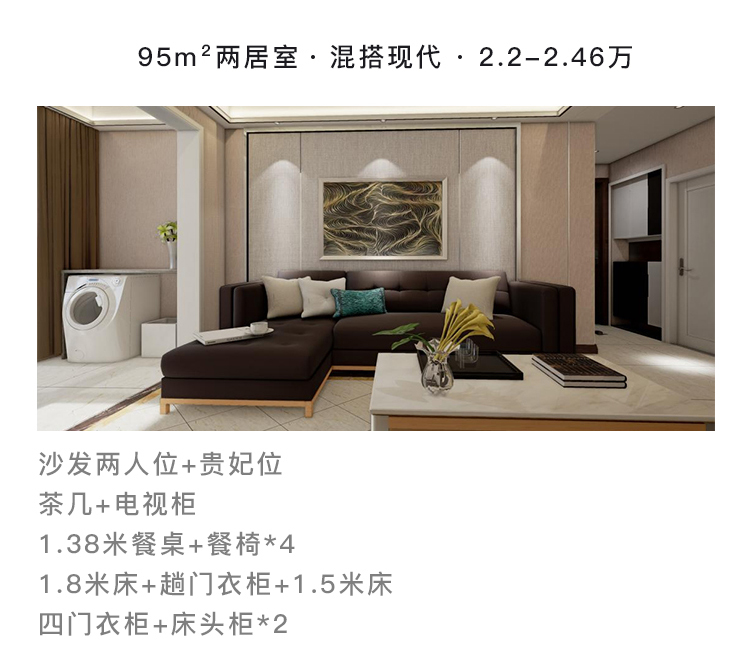 95m²两居室 · 混搭现代 · 2.2-2.46万
沙发两人位+贵妃位
茶几+电视柜
1.38米餐桌+餐椅*4
1.8米床+趟门衣柜+1.5米床
四门衣柜+床头柜*2